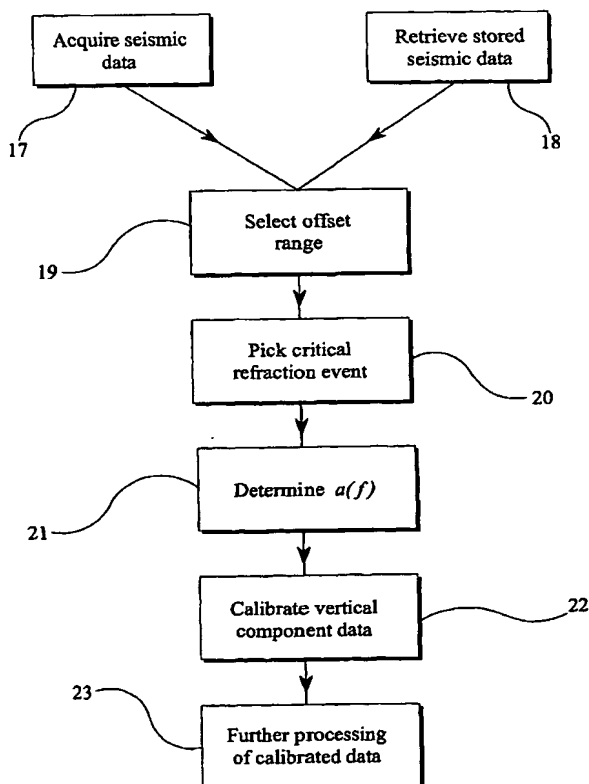 Acquire seismic
data
Retrieve stored
seismic data
17
18
Select offset
range
19
Pick critical
refraction event
20
Determine a(f)
21
Calibrate vertical
component data
22
23
Further processing
of calibrated data